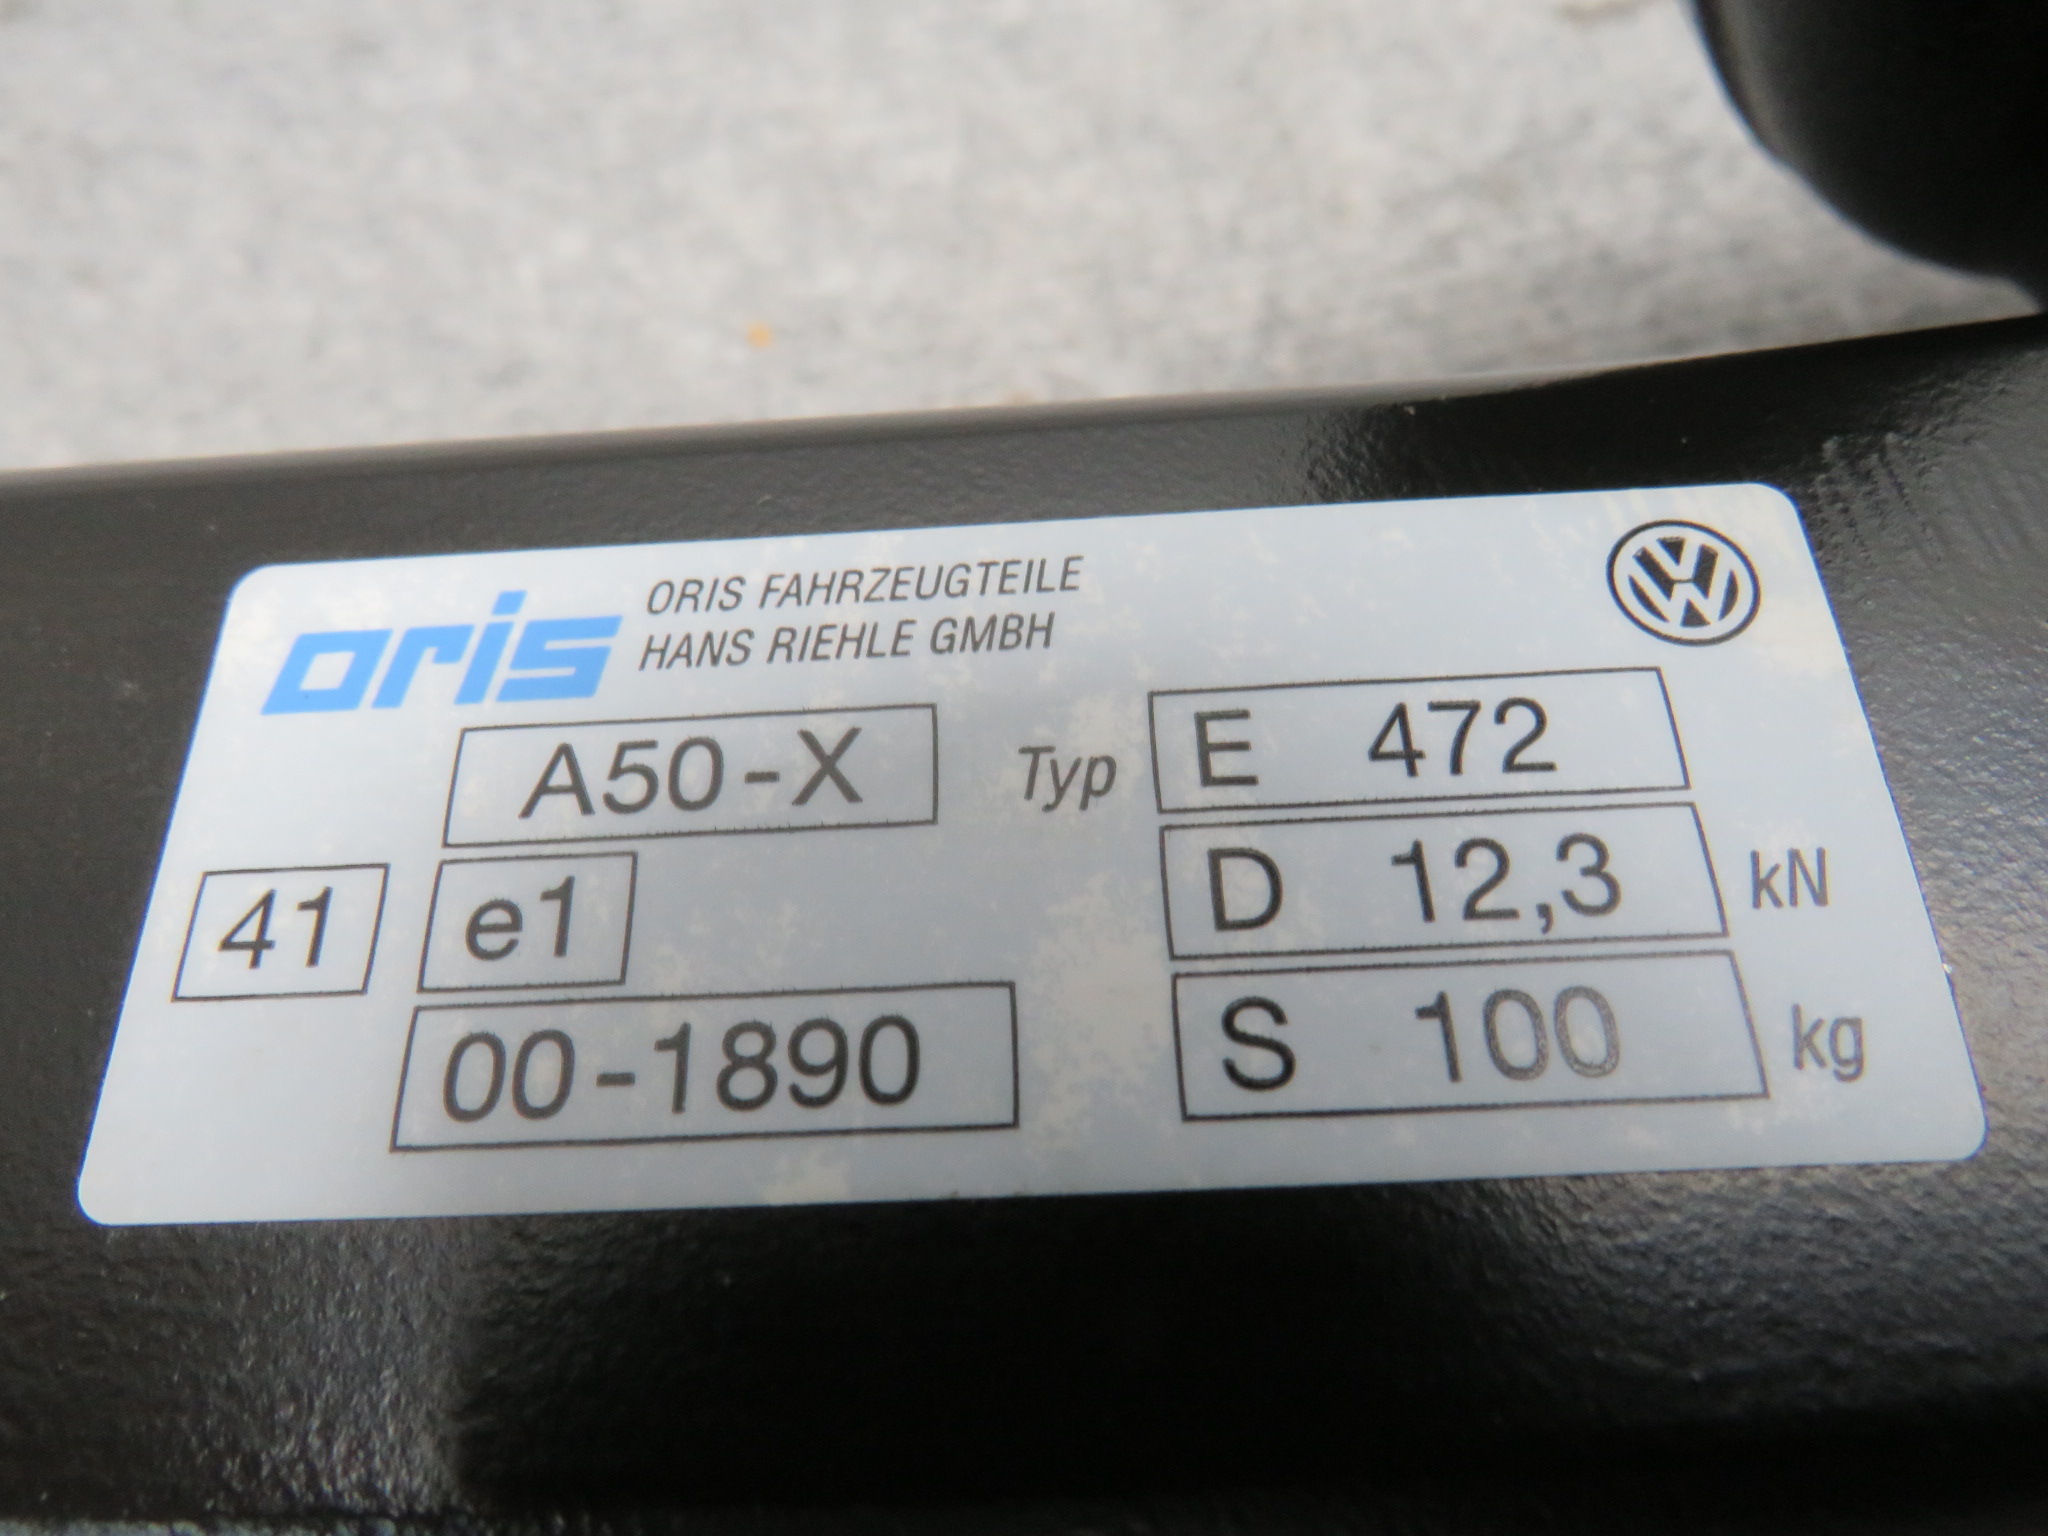 oris
ORIS FAHRZEUGTEILE
HANS RIEHLE GMBH
A50-X
Typ E 472
41 e1
D 12,3 kN
00-1890
S 100 kg